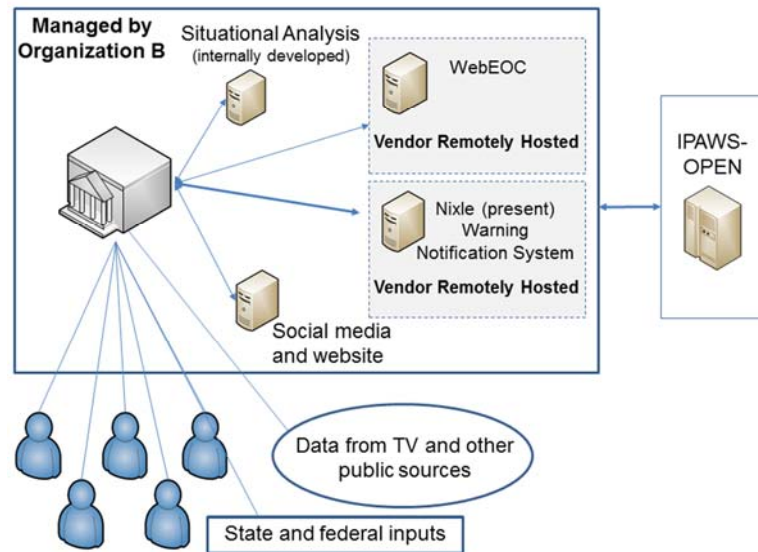 Managed by
Organization B
Situational Analysis
(internally developed)
WebEOC
Vendor Remotely Hosted
Nixle (present)
Warning
Notification System
Vendor Remotely Hosted
IPAWS-
OPEN
Social media
and website
Data from TV and other
public sources
State and federal inputs